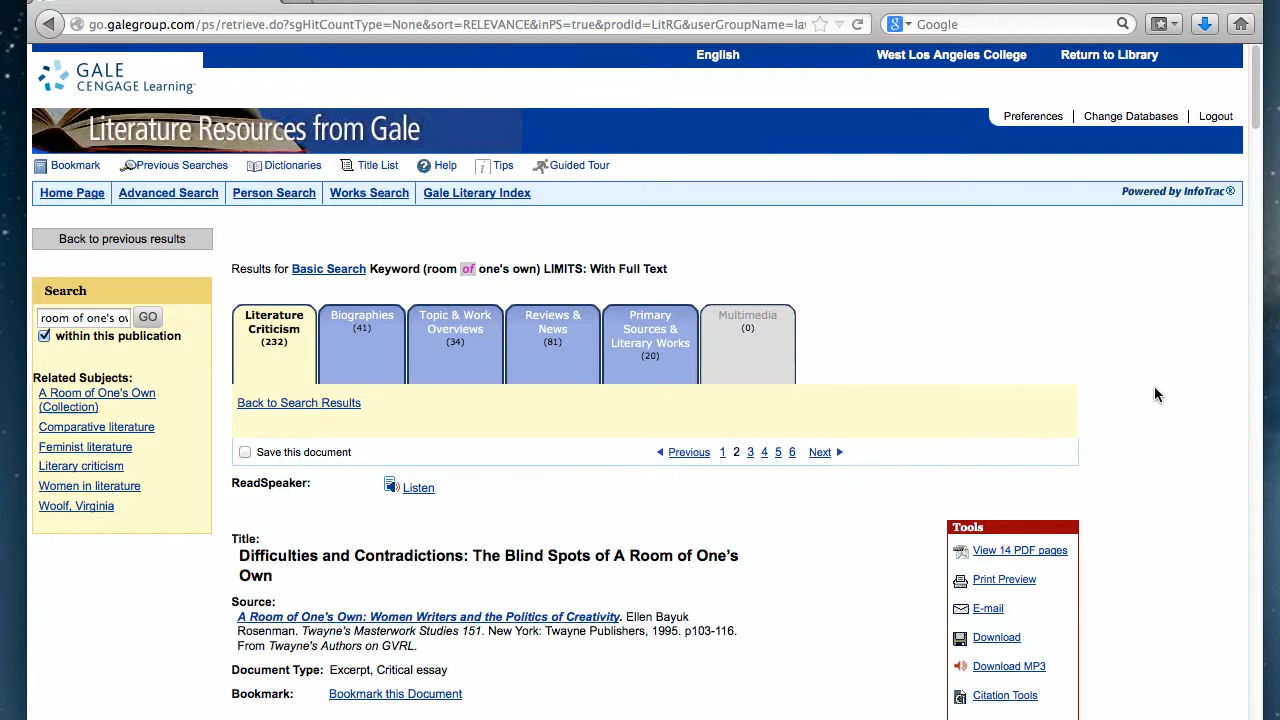 go.galegroup.com/ps/retrieve.do?sgHitCountType=None&sort=RELEVANCE&inPS=true&prodId=LitRG&userGroupName=la
Google
English
West Los Angeles College
Return to Library
GALE
CENGAGE Learning
Literature Resources from Gale
Preferences
Change Databases
Logout
Bookmark
Previous Searches
Dictionaries
Title List
Help
Tips
Guided Tour
Home Page
Advanced Search
Person Search
Works Search
Gale Literary Index
Powered by InfoTrac®
Back to previous results
Results for Basic Search Keyword (room of one's own) LIMITS: With Full Text
Search
room of one's ov
GO
within this publication
Related Subjects:
A Room of One's Own
(Collection)
Comparative literature
Feminist literature
Literary criticism
Women in literature
Woolf, Virginia
Literature
Criticism
(232)
Biographies
(41)
Topic & Work
Overviews
(34)
Reviews &
News
(81)
Primary
Sources &
Literary Works
(20)
Multimedia
(0)
Back to Search Results
Save this document
Previous 1 2 3 4 5 6 Next
ReadSpeaker:
Listen
Title:
Difficulties and Contradictions: The Blind Spots of A Room of One's
Own
Source:
A Room of One's Own: Women Writers and the Politics of Creativity. Ellen Bayuk
Rosenman. Twayne's Masterwork Studies 151. New York: Twayne Publishers, 1995. p103-116.
From Twayne's Authors on GVRL.
Document Type: Excerpt, Critical essay
Bookmark: Bookmark this Document
Tools
View 14 PDF pages
Print Preview
E-mail
Download
Download MP3
Citation Tools